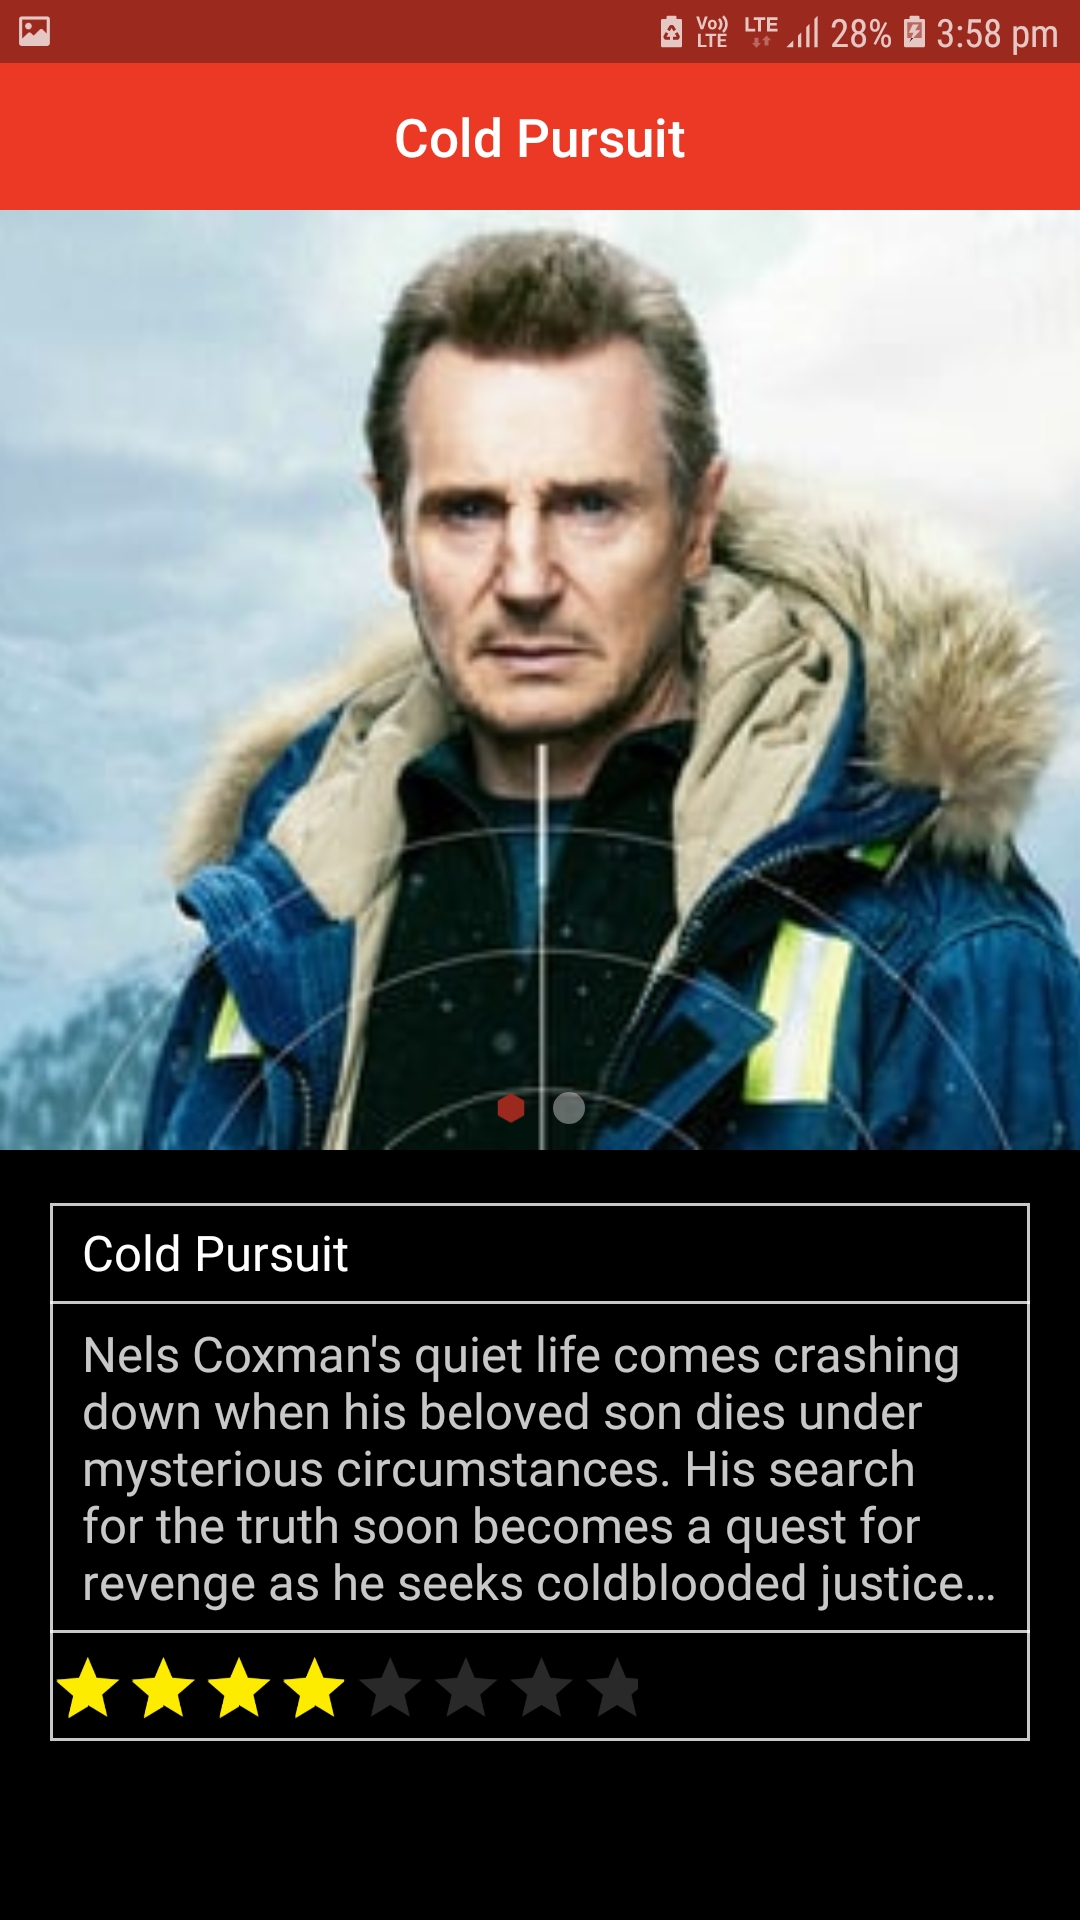 Vo)) LTE LTE 28% 3:58 pm
Cold Pursuit
Cold Pursuit
Nels Coxman's quiet life comes crashing
down when his beloved son dies under
mysterious circumstances. His search
for the truth soon becomes a quest for
revenge as he seeks coldblooded justice…